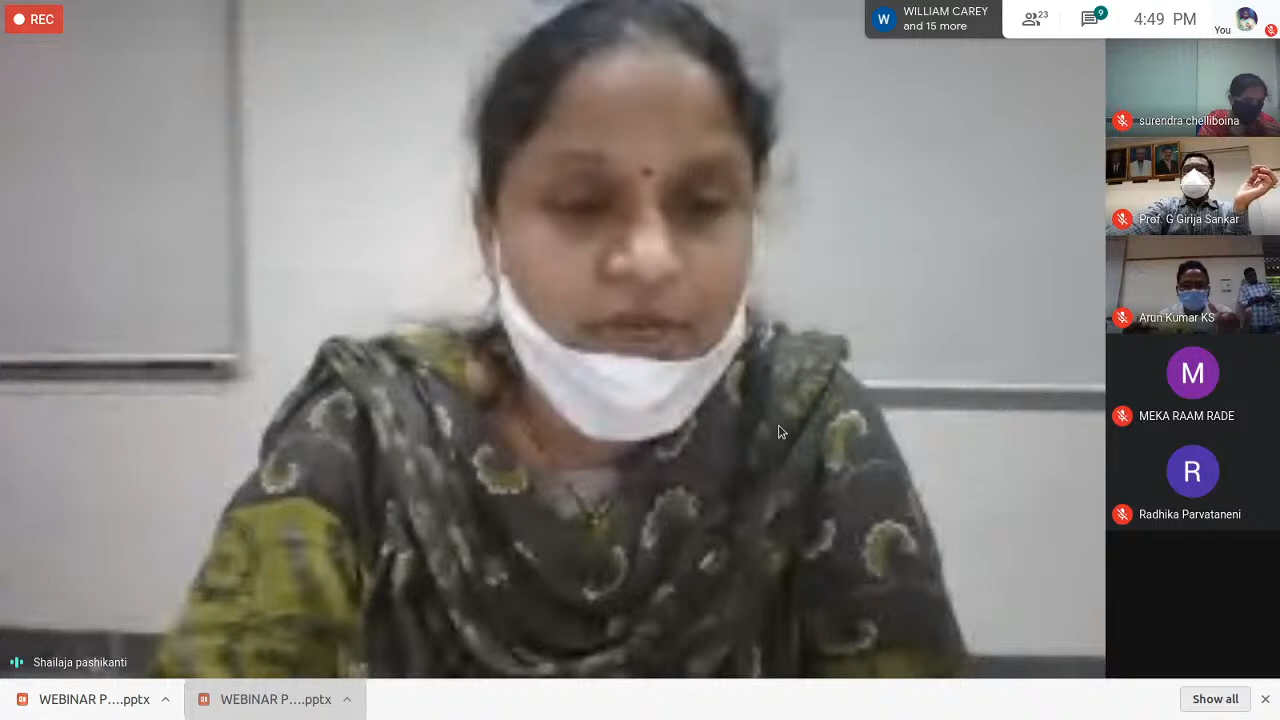 REC
W
WILLIAM CAREY
and 15 more
23
9
4:49 PM
You
surendra chelliboina
Prof. G Girija Sankar
Arun Kumar KS
M
MEKA RAAM RADE
R
Radhika Parvataneni
Shailaja pashikanti
WEBINAR P....pptx
WEBINAR P....pptx
Show all